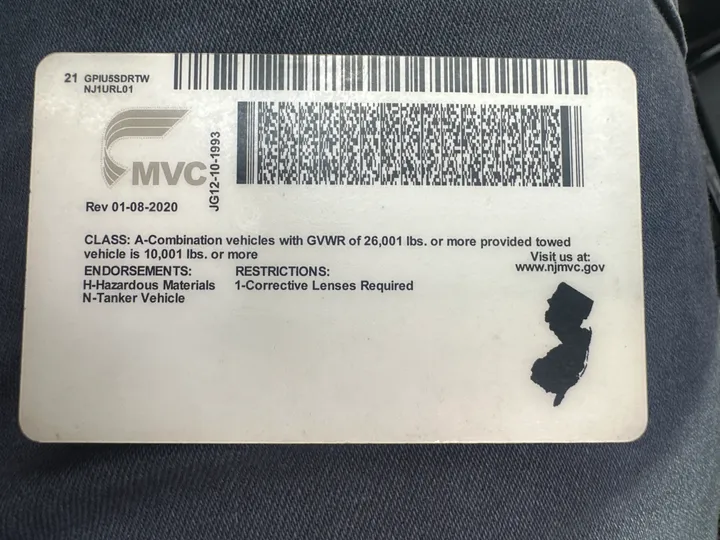 21 GPIU5SDRTW
NJ1URL01
MVC
JG12-10-1993
Rev 01-08-2020
CLASS: A-Combination vehicles with GVWR of 26,001 lbs. or more provided towed
vehicle is 10,001 lbs. or more
Visit us at:
www.njmvc.gov
ENDORSEMENTS: RESTRICTIONS:
H-Hazardous Materials 1-Corrective Lenses Required
N-Tanker Vehicle